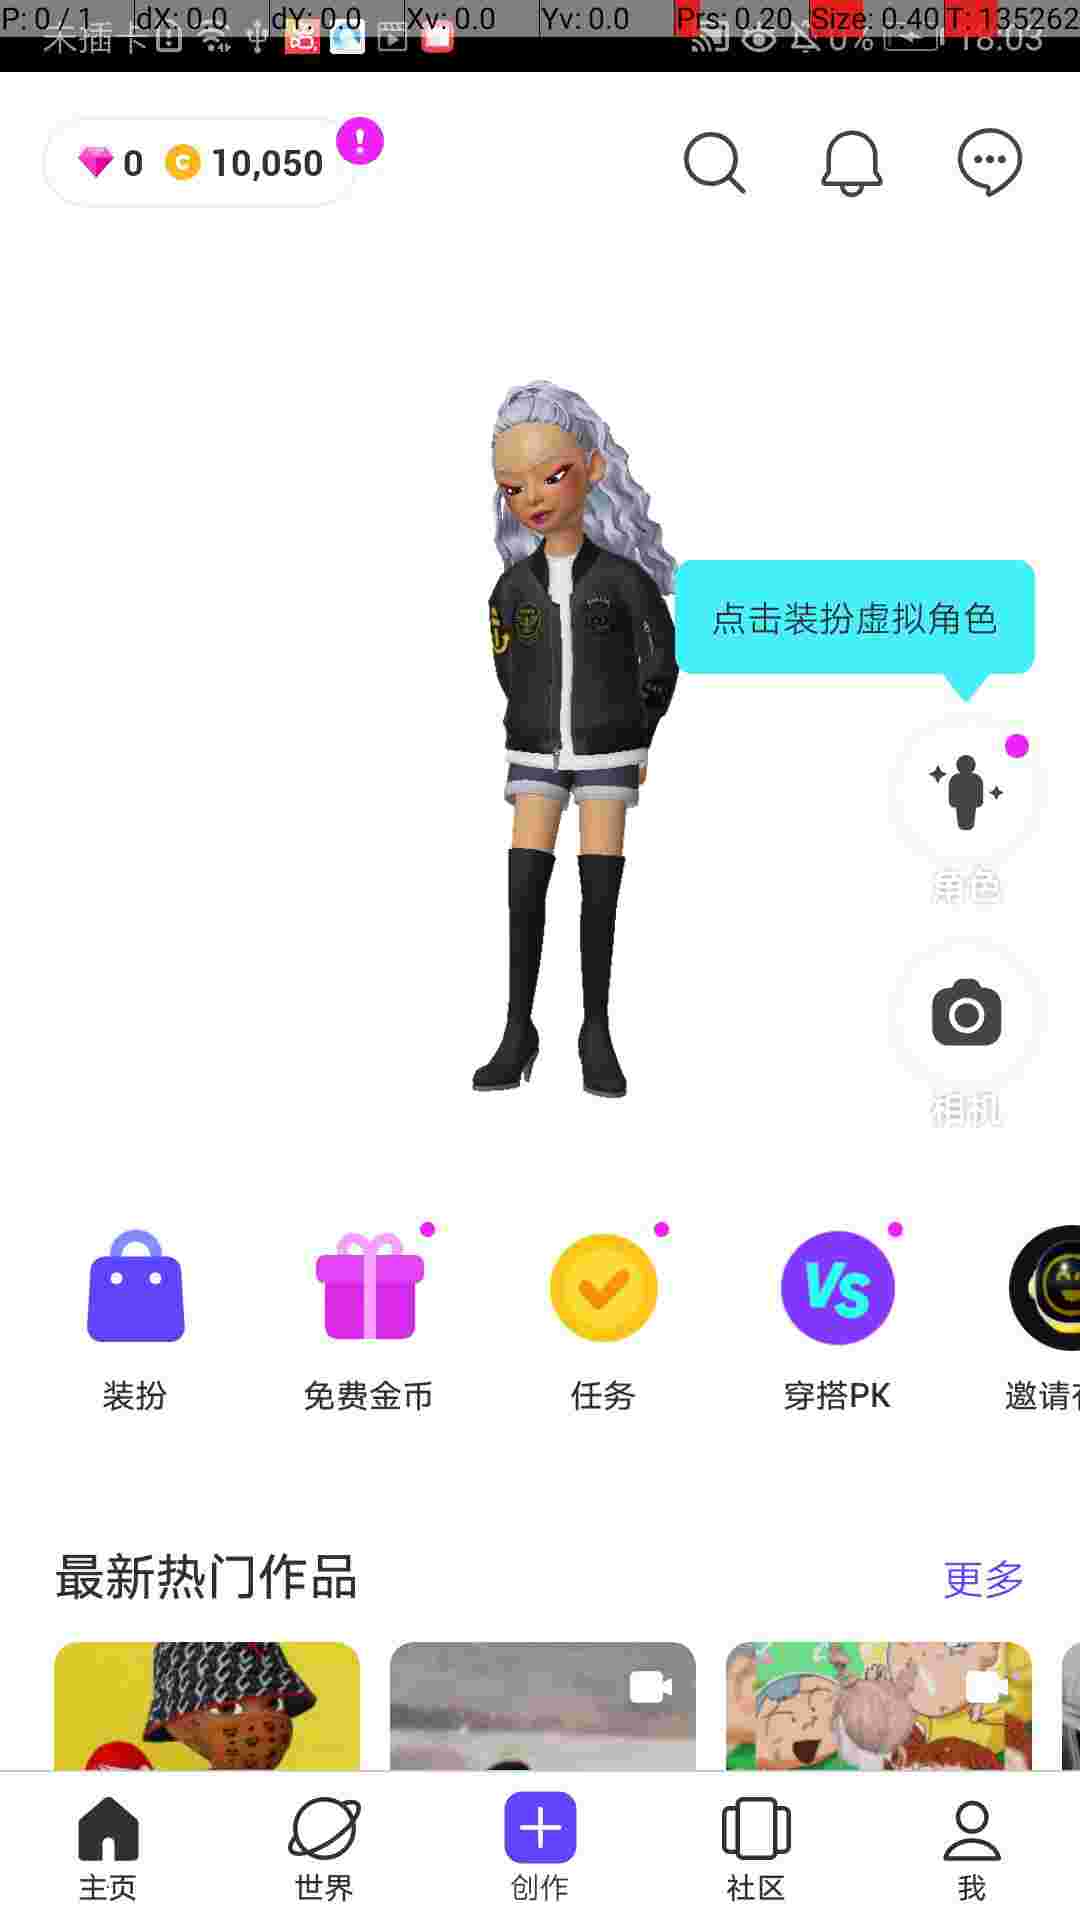 P: 0 / 1 dX: 0.0 dY: 0.0 Xv: 0.0 Yv: 0.0 Prs: 0.20 Size: 0.40 T: 135262
未插卡 0% 18:03
0 C 10,050 !
点击装扮虚拟角色
角色
相机
VS
装扮 免费金币 任务 穿搭PK 邀请
最新热门作品 更多
主页 世界 创作 社区 我